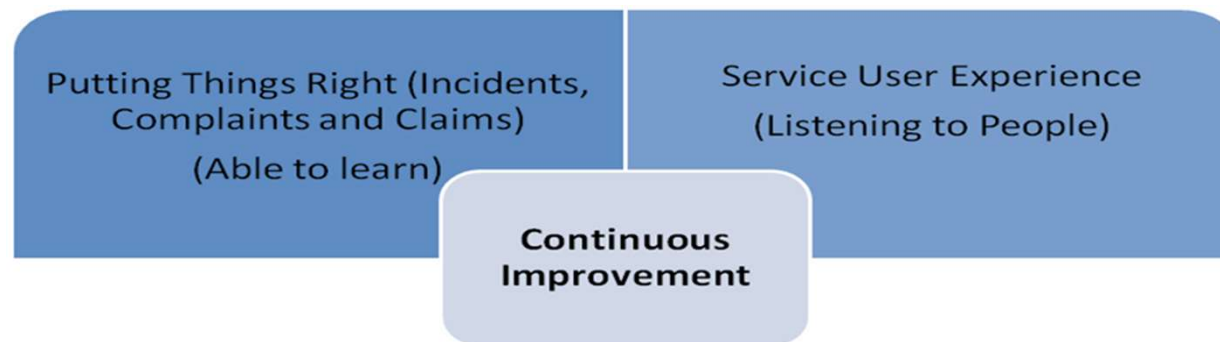 Putting Things Right (Incidents,
Complaints and Claims)
(Able to learn)
Service User Experience
(Listening to People)
Continuous
Improvement